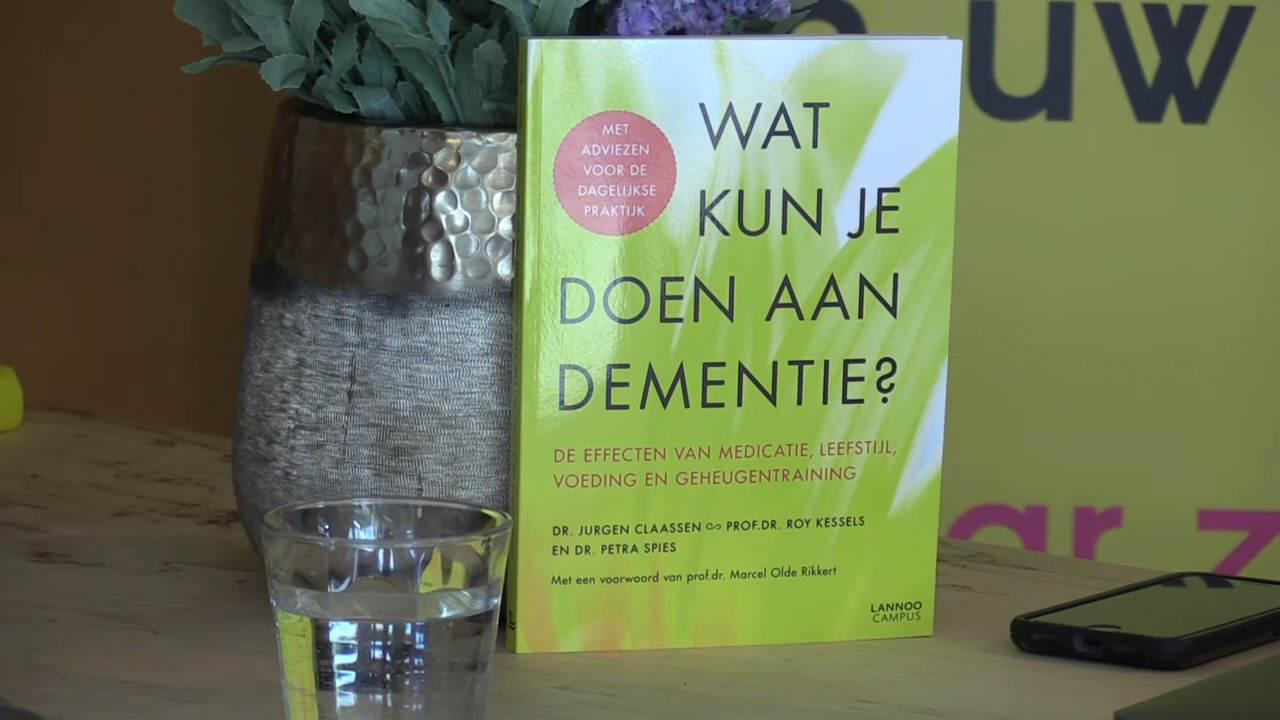 MET
ADVIEZEN
VOOR DE
DAGELIJKSE
PRAKTIJK
WAT
KUN JE
DOEN AAN
DEMENTIE?
DE EFFECTEN VAN MEDICATIE, LEEFSTIJL,
VOEDING EN GEHEUGENTRAINING
DR. JURGEN CLAASSEN ∾ PROF.DR. ROY KESSELS
EN DR. PETRA SPIES
Met een voorwoord van prof.dr. Marcel Olde Rikkert
LANNOO
CAMPUS
uw
ar z